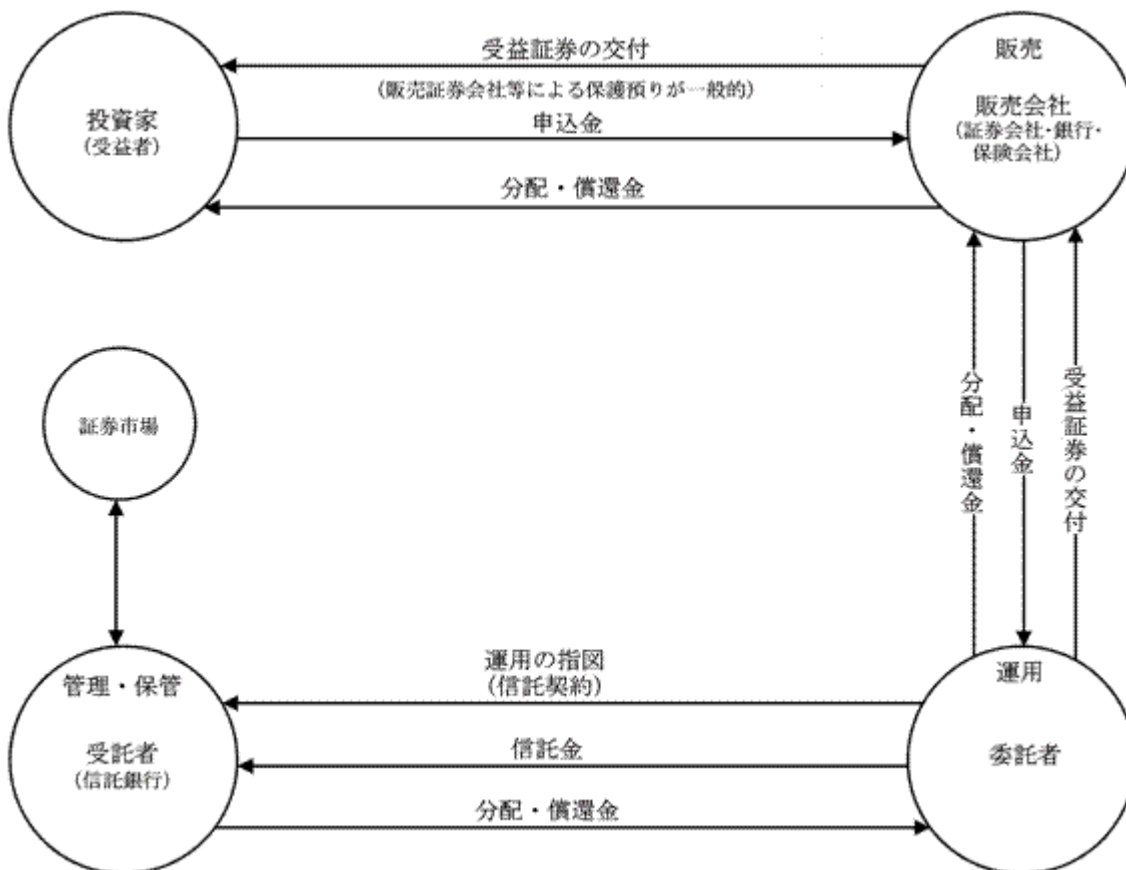 受益証券の交付
(販売証券会社等による保護預りが一般的)
申込金
分配・償還金
投資家
(受益者)
販売
販売会社
(証券会社・銀行・
保険会社)
証券市場
分配・償還金
申込金
受益証券の交付
運用の指図
(信託契約)
信託金
分配・償還金
管理・保管
受託者
(信託銀行)
運用
委託者